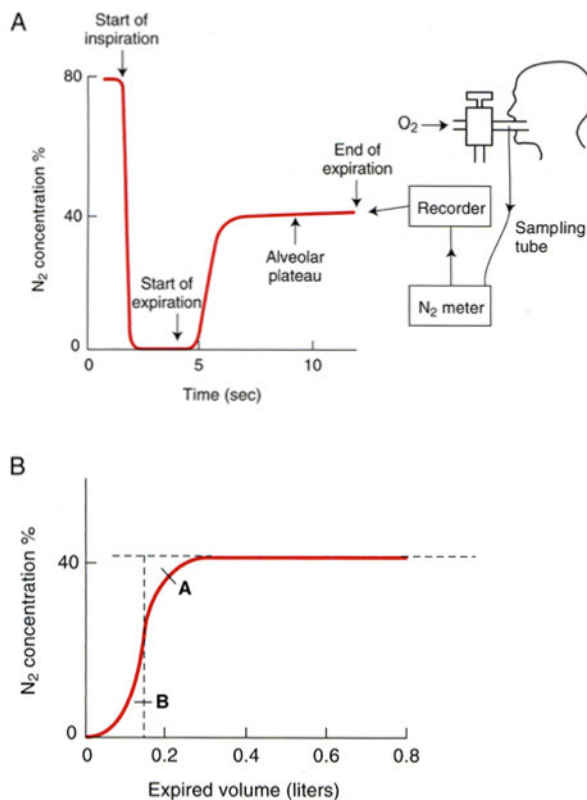 A
Start of
inspiration
80
40
0
N₂ concentration %
Start of
expiration
Alveolar
plateau
End of
expiration
0
5
10
Time (sec)
O₂
Recorder
Sampling
tube
N₂ meter
B
40
0
N₂ concentration %
A
B
0
0.2
0.4
0.6
0.8
Expired volume (liters)